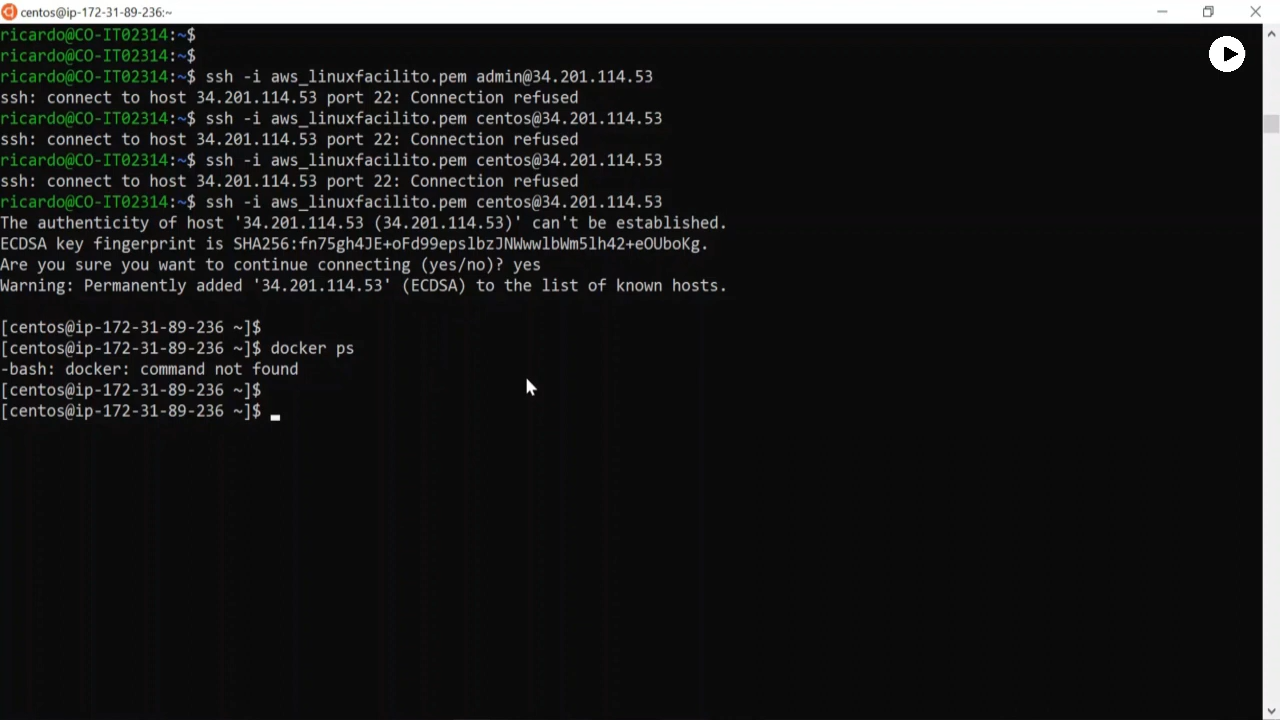 centos@ip-172-31-89-236:~
ricardo@CO-IT02314:~$
ricardo@CO-IT02314:~$
ricardo@CO-IT02314:~$ ssh -i aws_linuxfacilito.pem admin@34.201.114.53
ssh: connect to host 34.201.114.53 port 22: Connection refused
ricardo@CO-IT02314:~$ ssh -i aws_linuxfacilito.pem centos@34.201.114.53
ssh: connect to host 34.201.114.53 port 22: Connection refused
ricardo@CO-IT02314:~$ ssh -i aws_linuxfacilito.pem centos@34.201.114.53
ssh: connect to host 34.201.114.53 port 22: Connection refused
ricardo@CO-IT02314:~$ ssh -i aws_linuxfacilito.pem centos@34.201.114.53
The authenticity of host '34.201.114.53 (34.201.114.53)' can't be established.
ECDSA key fingerprint is SHA256:fn75gh4JE+oFd99epslbzJNWwwlbWm5lh42+eOUboKg.
Are you sure you want to continue connecting (yes/no)? yes
Warning: Permanently added '34.201.114.53' (ECDSA) to the list of known hosts.
[centos@ip-172-31-89-236 ~]$
[centos@ip-172-31-89-236 ~]$ docker ps
-bash: docker: command not found
[centos@ip-172-31-89-236 ~]$
[centos@ip-172-31-89-236 ~]$